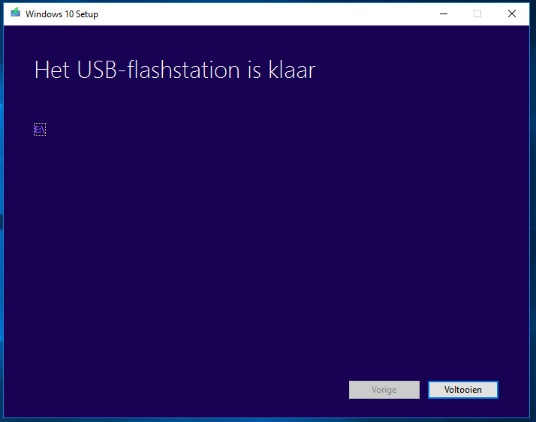 Windows 10 Setup
Het USB-flashstation is klaar
E:\
Vorige
Voltooien